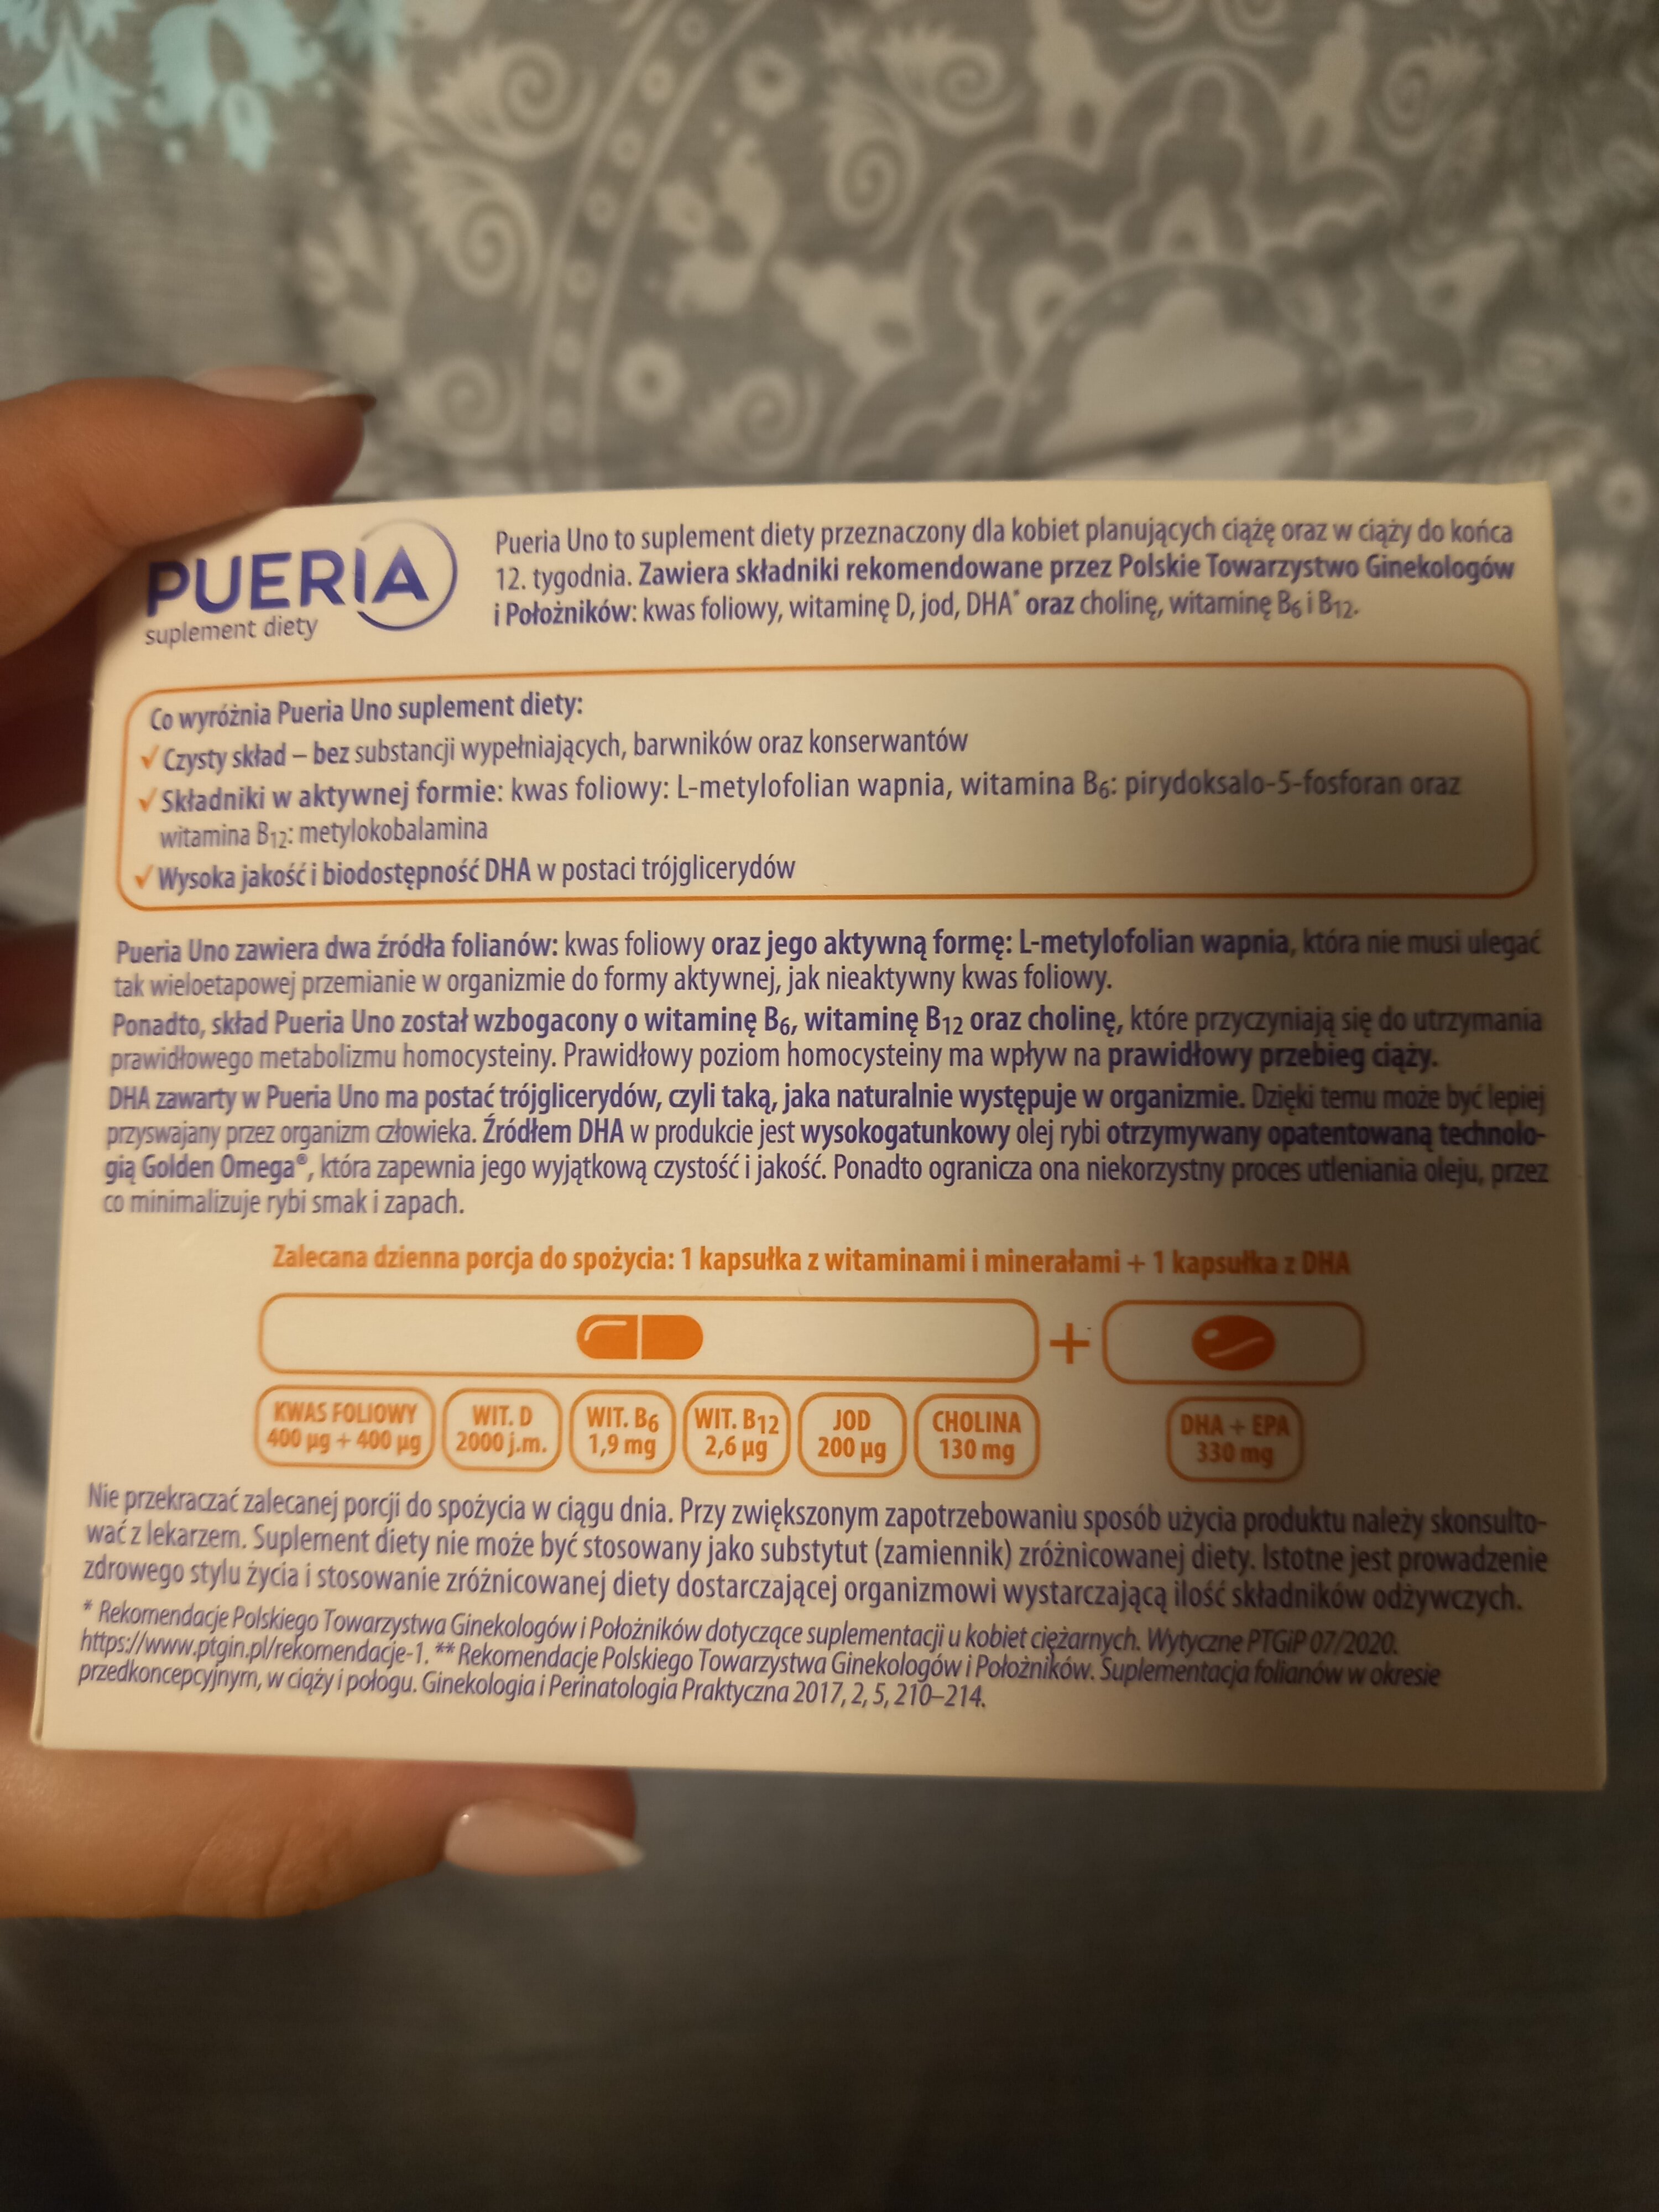 PUERIA
suplement diety
Pueria Uno to suplement diety przeznaczony dla kobiet planujących ciążę oraz w ciąży do końca
12. tygodnia. Zawiera składniki rekomendowane przez Polskie Towarzystwo Ginekologów
i Położników: kwas foliowy, witaminę D, jod, DHA* oraz cholinę, witaminę B6 i B12.
Co wyróżnia Pueria Uno suplement diety:
✓ Czysty skład – bez substancji wypełniających, barwników oraz konserwantów
✓ Składniki w aktywnej formie: kwas foliowy: L-metylofolian wapnia, witamina B6: pirydoksalo-5-fosforan oraz
witamina B12: metylokobalamina
✓ Wysoka jakość i biodostępność DHA w postaci trójglicerydów
Pueria Uno zawiera dwa źródła folianów: kwas foliowy oraz jego aktywną formę: L-metylofolian wapnia, która nie musi ulegać
tak wieloetapowej przemianie w organizmie do formy aktywnej, jak nieaktywny kwas foliowy.
Ponadto, skład Pueria Uno został wzbogacony o witaminę B6, witaminę B12 oraz cholinę, które przyczyniają się do utrzymania
prawidłowego metabolizmu homocysteiny. Prawidłowy poziom homocysteiny ma wpływ na prawidłowy przebieg ciąży.
DHA zawarty w Pueria Uno ma postać trójglicerydów, czyli taką, jaka naturalnie występuje w organizmie. Dzięki temu może być lepiej
przyswajany przez organizm człowieka. Źródłem DHA w produkcie jest wysokogatunkowy olej rybi otrzymywany opatentowaną technolo-
gią Golden Omega®, która zapewnia jego wyjątkową czystość i jakość. Ponadto ogranicza ona niekorzystny proces utleniania oleju, przez
co minimalizuje rybi smak i zapach.
Zalecana dzienna porcja do spożycia: 1 kapsułka z witaminami i minerałami + 1 kapsułka z DHA
+
KWAS FOLIOWY
400 µg + 400 µg
WIT. D
2000 j.m.
WIT. B6
1,9 mg
WIT. B12
2,6 µg
JOD
200 µg
CHOLINA
130 mg
DHA + EPA
330 mg
Nie przekraczać zalecanej porcji do spożycia w ciągu dnia. Przy zwiększonym zapotrzebowaniu sposób użycia produktu należy skonsulto-
wać z lekarzem. Suplement diety nie może być stosowany jako substytut (zamiennik) zróżnicowanej diety. Istotne jest prowadzenie
zdrowego stylu życia i stosowanie zróżnicowanej diety dostarczającej organizmowi wystarczającą ilość składników odżywczych.
* Rekomendacje Polskiego Towarzystwa Ginekologów i Położników dotyczące suplementacji u kobiet ciężarnych. Wytyczne PTGiP 07/2020.
https://www.ptgin.pl/rekomendacje-1. ** Rekomendacje Polskiego Towarzystwa Ginekologów i Położników. Suplementacja folianów w okresie
przedkoncepcyjnym, w ciąży i połogu. Ginekologia i Perinatologia Praktyczna 2017, 2, 5, 210–214.